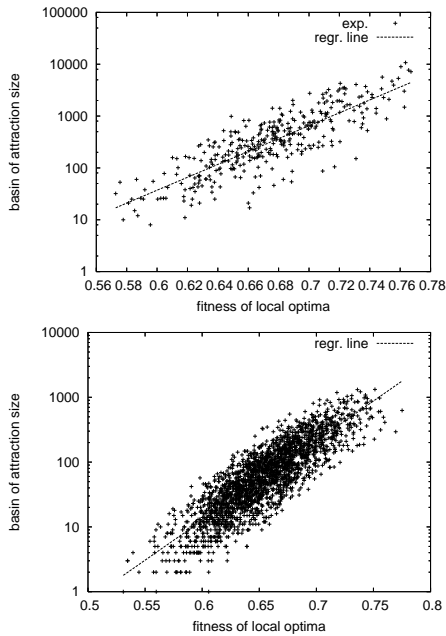 100000
exp.
regr. line
10000
1000
100
10
1
basin of attraction size
0.56 0.58 0.6 0.62 0.64 0.66 0.68 0.7 0.72 0.74 0.76 0.78
fitness of local optima
10000
regr. line
1000
100
10
1
basin of attraction size
0.5 0.55 0.6 0.65 0.7 0.75 0.8
fitness of local optima